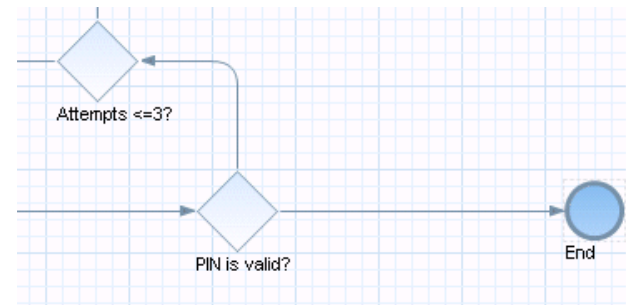 Attempts <=3?
PIN is valid?
End